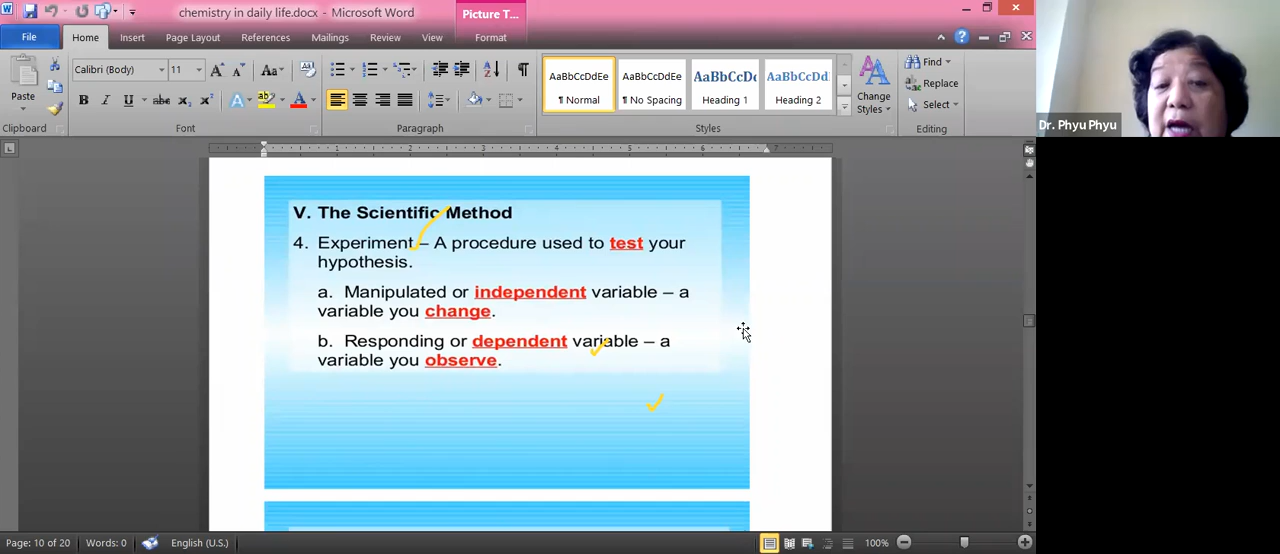 chemistry in daily life.docx - Microsoft Word
Picture T...
File
Home
Insert
Page Layout
References
Mailings
Review
View
Format
Paste
Clipboard
Calibri (Body)
11
Font
Paragraph
AaBbCcDdEe
¶ Normal
AaBbCcDdEe
¶ No Spacing
AaBbCcDc
Heading 1
AaBbCcDd
Heading 2
Styles
Change
Styles
Find
Replace
Select
Editing
Dr. Phyu Phyu
V. The Scientific Method
4. Experiment – A procedure used to test your
hypothesis.
a. Manipulated or independent variable – a
variable you change.
b. Responding or dependent variable – a
variable you observe.
Page: 10 of 20
Words: 0
English (U.S.)
100%